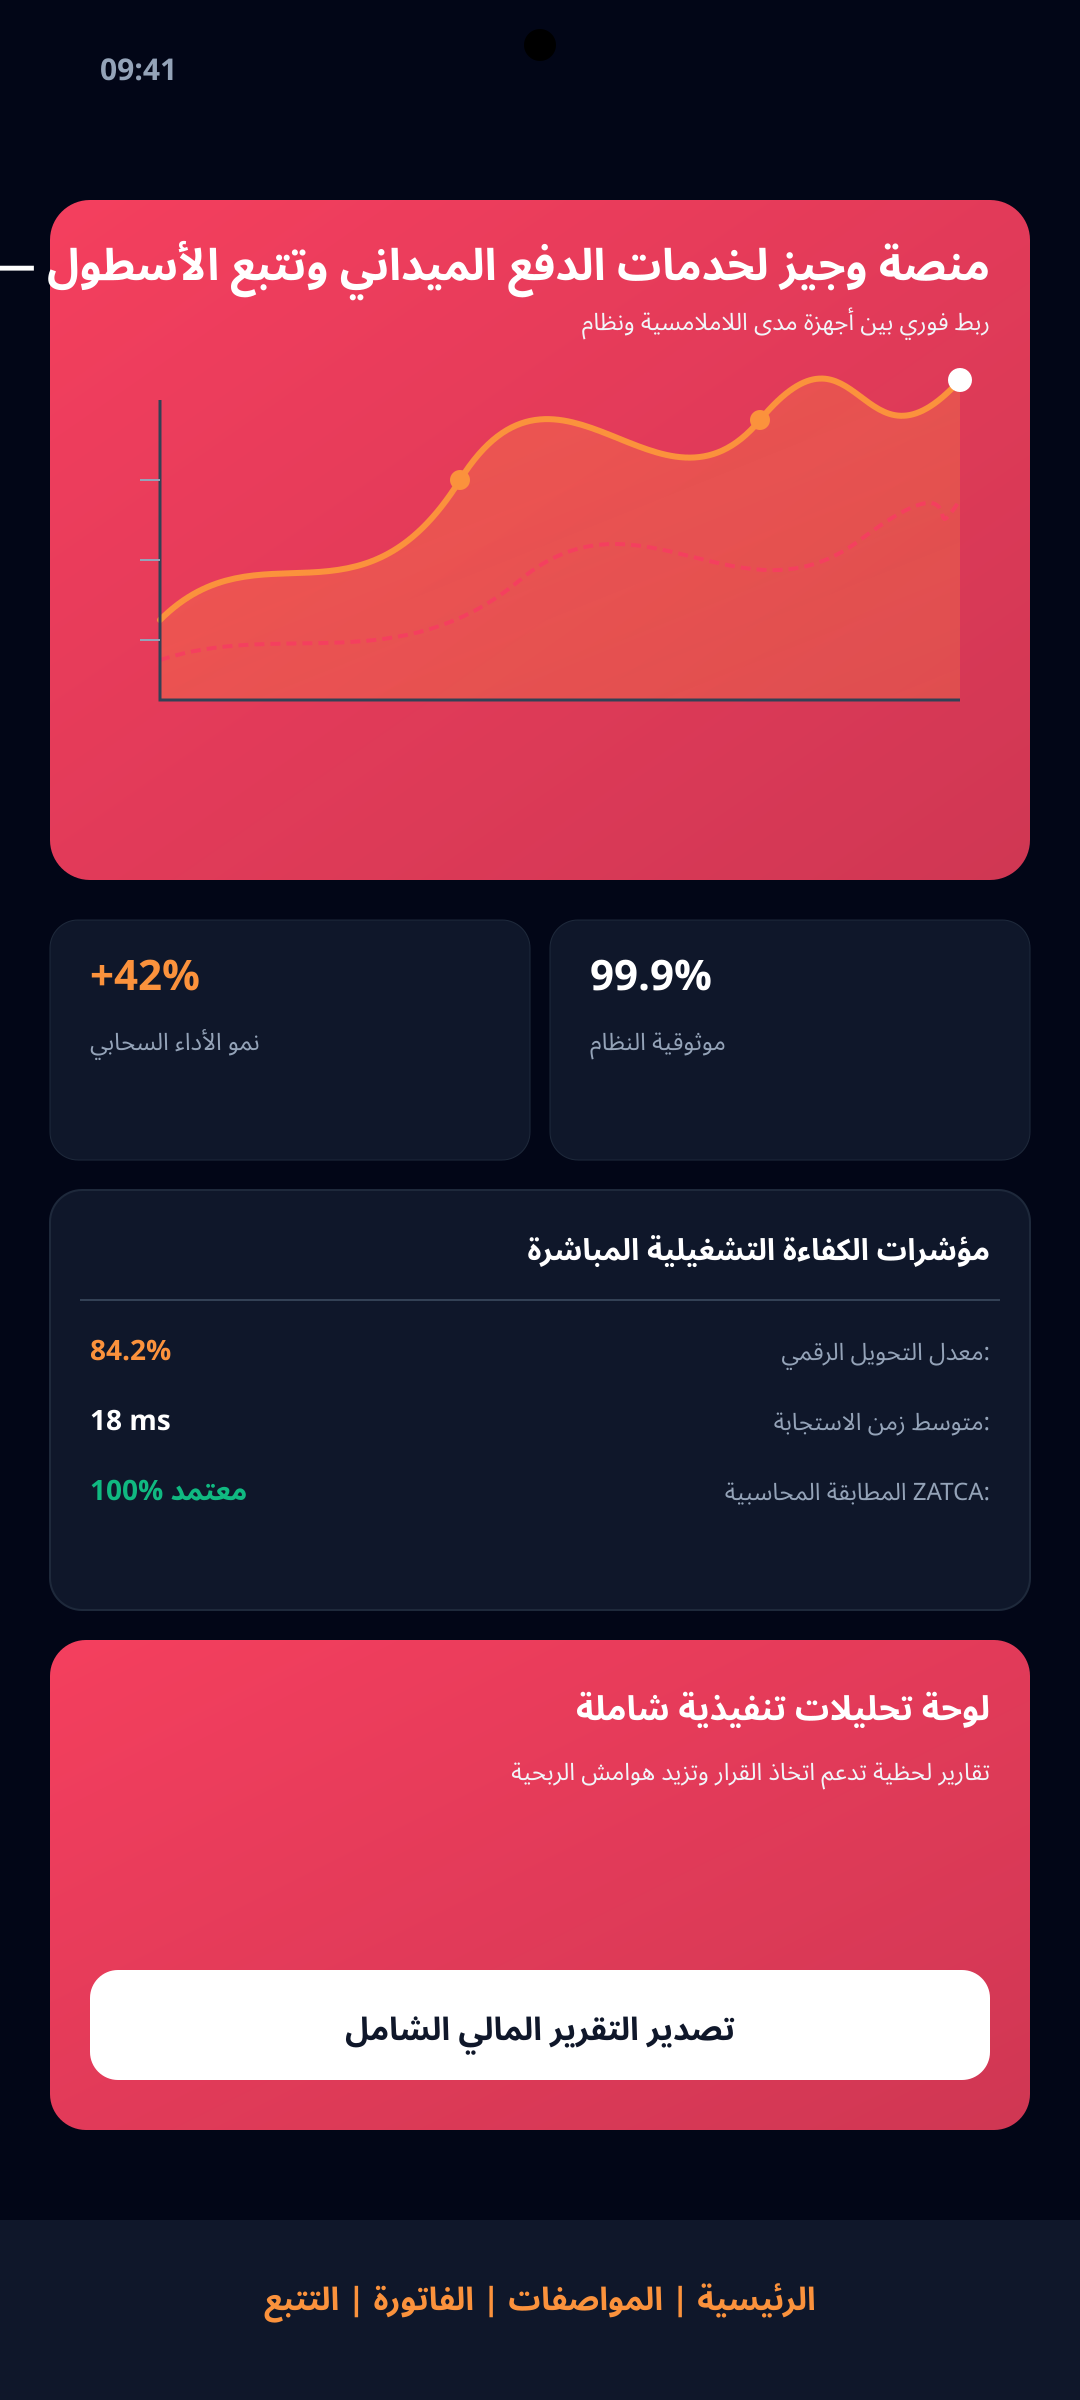 09:41
منصة وجيز لخدمات الدفع الميداني وتتبع الأسطول —
ربط فوري بين أجهزة مدى اللاملامسية ونظام
99.9%
موثوقية النظام
+42%
نمو الأداء السحابي
مؤشرات الكفاءة التشغيلية المباشرة
معدل التحويل الرقمي:
84.2%
متوسط زمن الاستجابة:
18 ms
المطابقة المحاسبية ZATCA:
100% معتمد
لوحة تحليلات تنفيذية شاملة
تقارير لحظية تدعم اتخاذ القرار وتزيد هوامش الربحية
تصدير التقرير المالي الشامل
الرئيسية | المواصفات | الفاتورة | التتبع